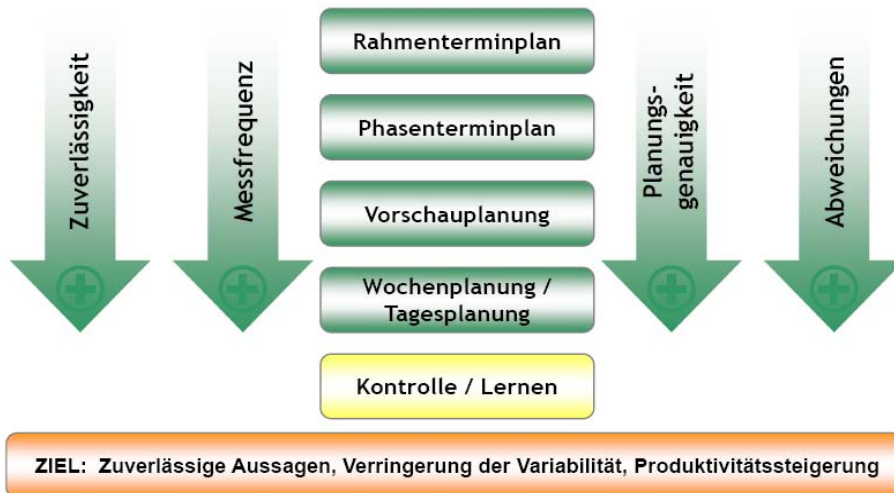 Zuverlässigkeit
Messfrequenz
Rahmenterminplan
Phasenterminplan
Vorschauplanung
Wochenplanung /
Tagesplanung
Kontrolle / Lernen
Planungs-
genauigkeit
Abweichungen
ZIEL: Zuverlässige Aussagen, Verringerung der Variabilität, Produktivitätssteigerung